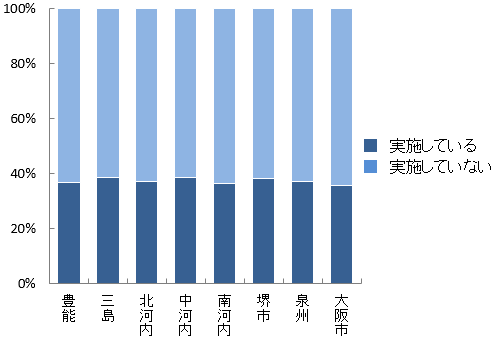 100%
80%
60%
40%
20%
0%
豊能
三島
北河内
中河内
南河内
堺市
泉州
大阪市
実施している
実施していない